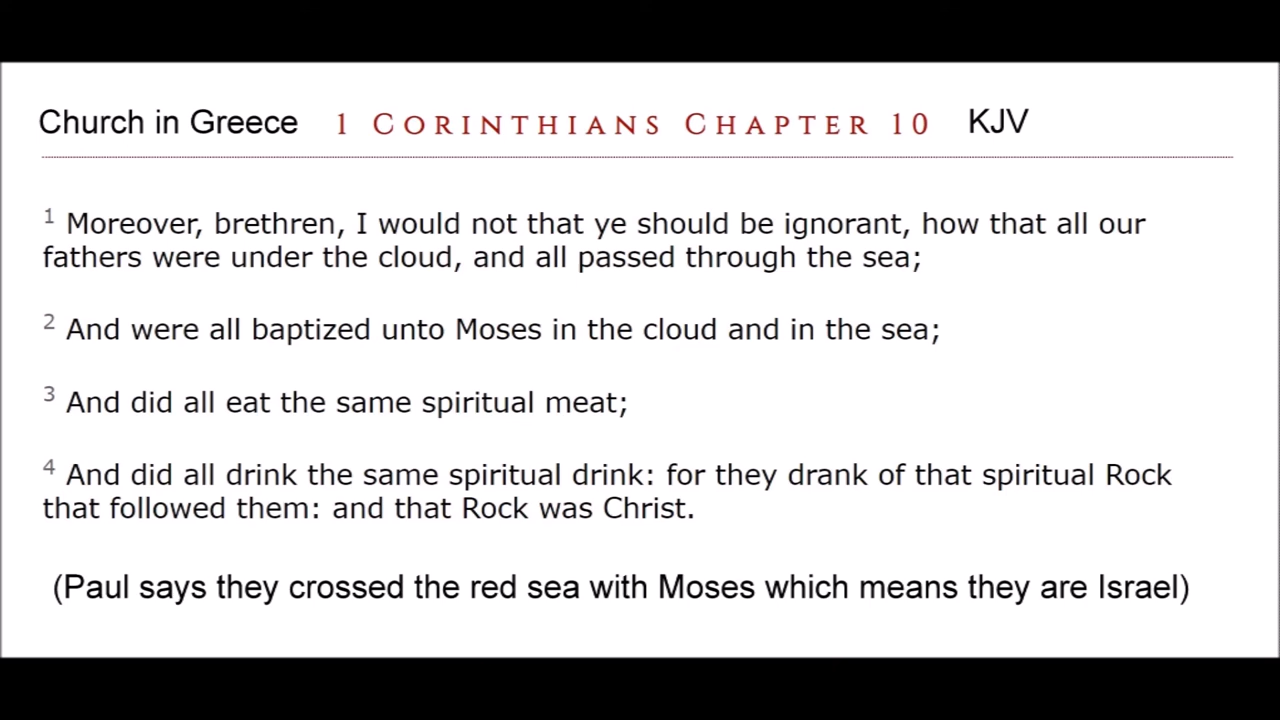 Church in Greece 1 CORINTHIANS CHAPTER 10 KJV
1 Moreover, brethren, I would not that ye should be ignorant, how that all our
fathers were under the cloud, and all passed through the sea;
2 And were all baptized unto Moses in the cloud and in the sea;
3 And did all eat the same spiritual meat;
4 And did all drink the same spiritual drink: for they drank of that spiritual Rock
that followed them: and that Rock was Christ.
(Paul says they crossed the red sea with Moses which means they are Israel)